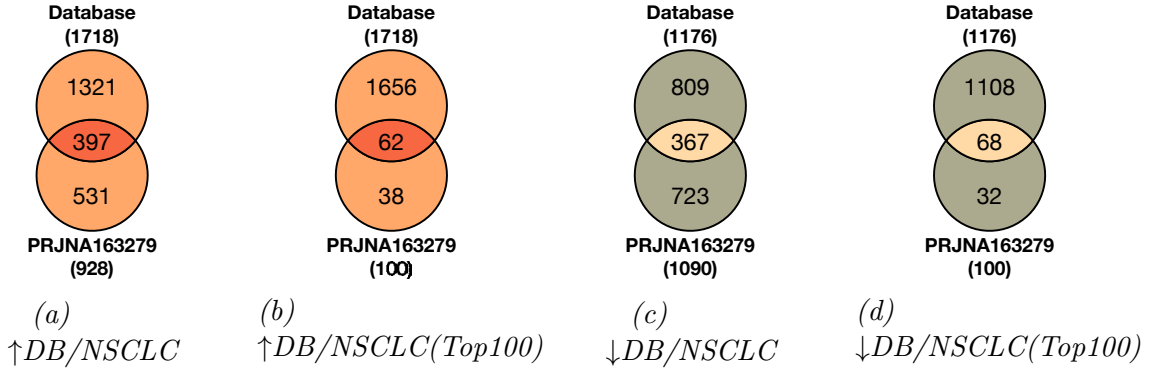 Database
(1718)
1321
397
531
PRJNA163279
(928)
(a)
↑DB/NSCLC
Database
(1718)
1656
62
38
PRJNA163279
(100)
(b)
↑DB/NSCLC(Top100)
Database
(1176)
809
367
723
PRJNA163279
(1090)
(c)
↓DB/NSCLC
Database
(1176)
1108
68
32
PRJNA163279
(100)
(d)
↓DB/NSCLC(Top100)